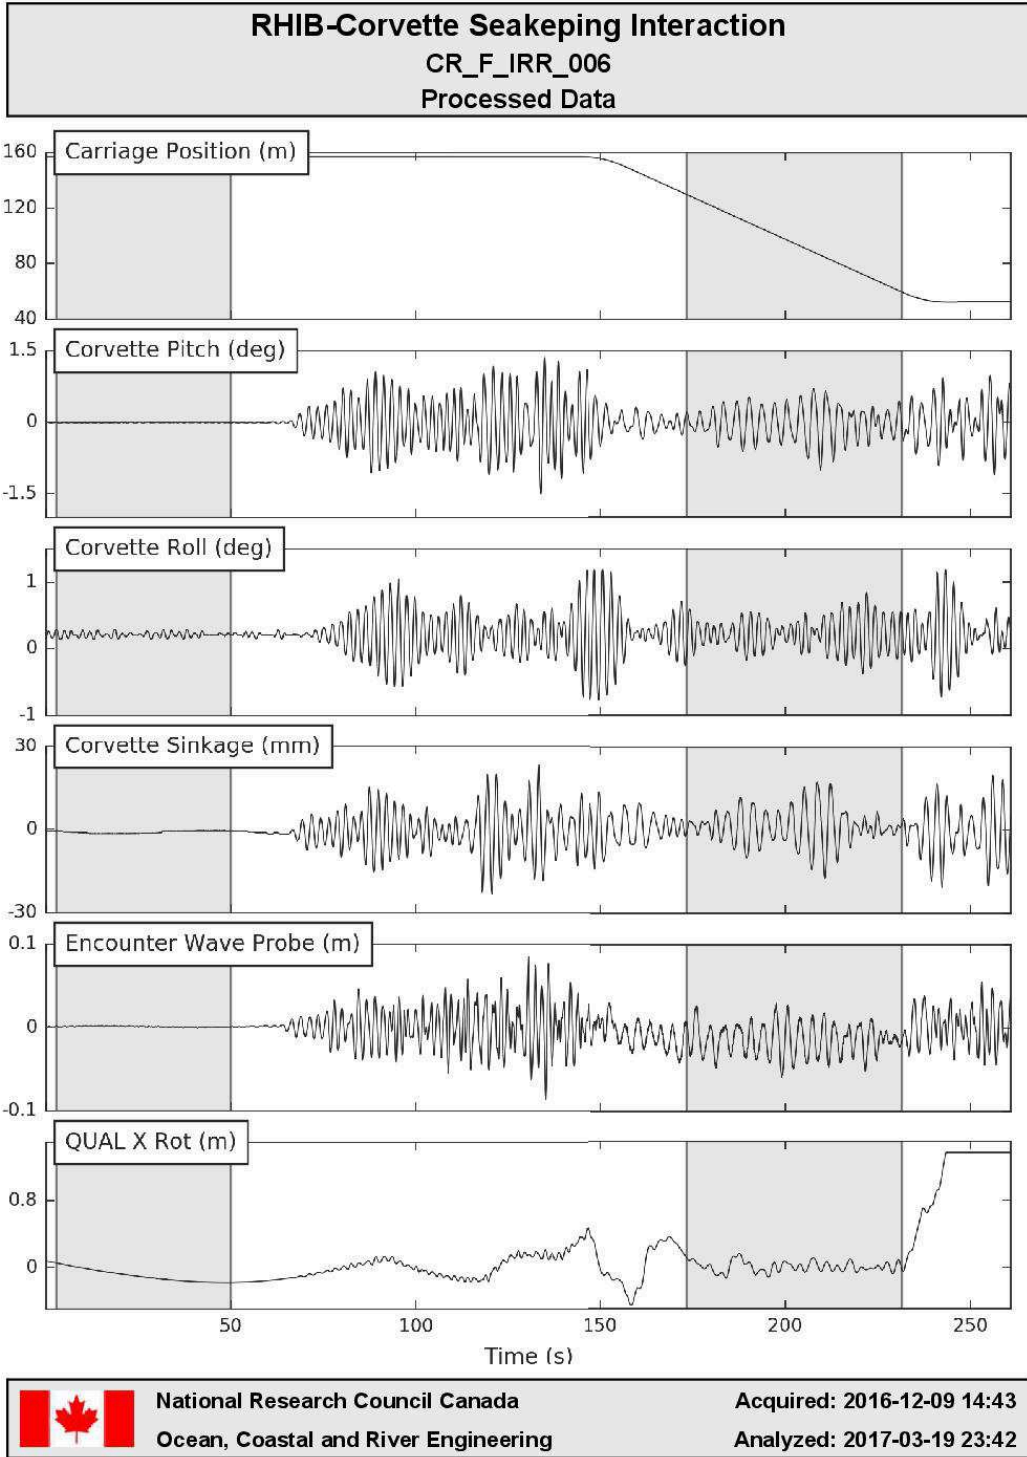 RHIB-Corvette Seakeeping Interaction
CR_F_IRR_006
Processed Data
Carriage Position (m)
160
120
80
40
Corvette Pitch (deg)
1.5
0
-1.5
Corvette Roll (deg)
1
0
-1
Corvette Sinkage (mm)
30
0
-30
Encounter Wave Probe (m)
0.1
0
-0.1
QUAL X Rot (m)
0.8
0
50 100 150 200 250
Time (s)
National Research Council Canada Acquired: 2016-12-09 14:43
Ocean, Coastal and River Engineering Analyzed: 2017-03-19 23:42